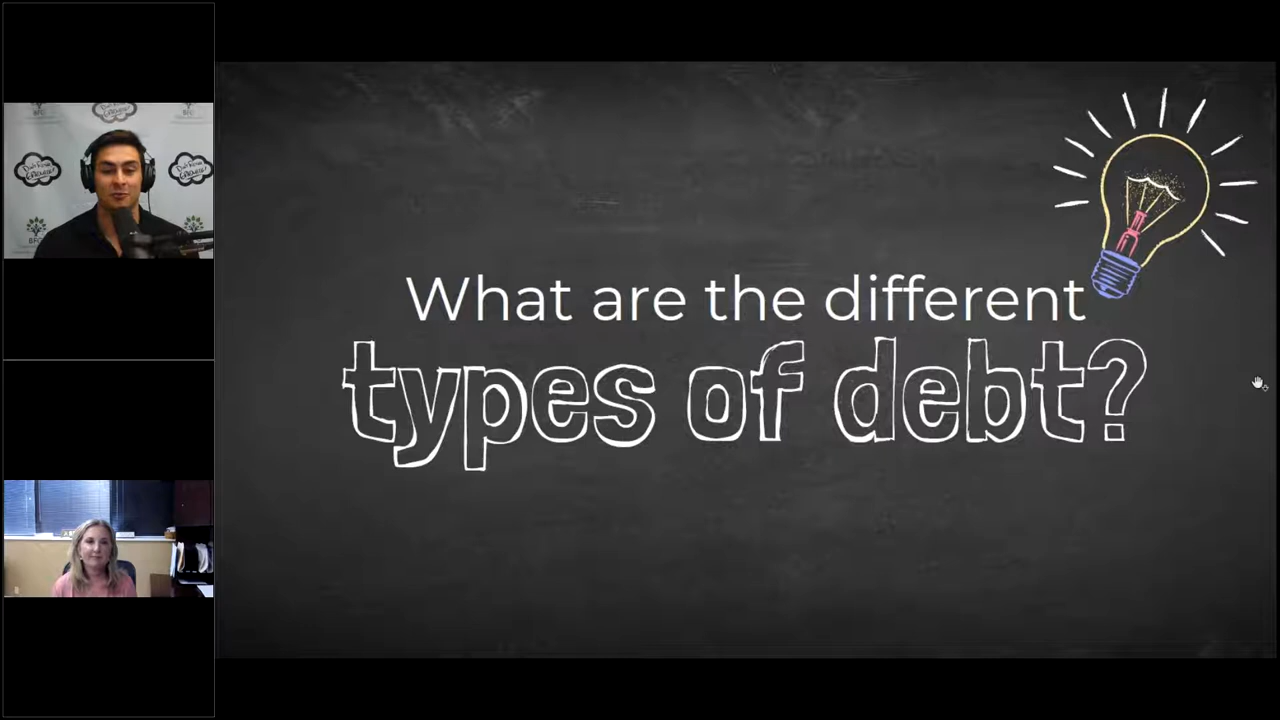 What are the different
types of debt?